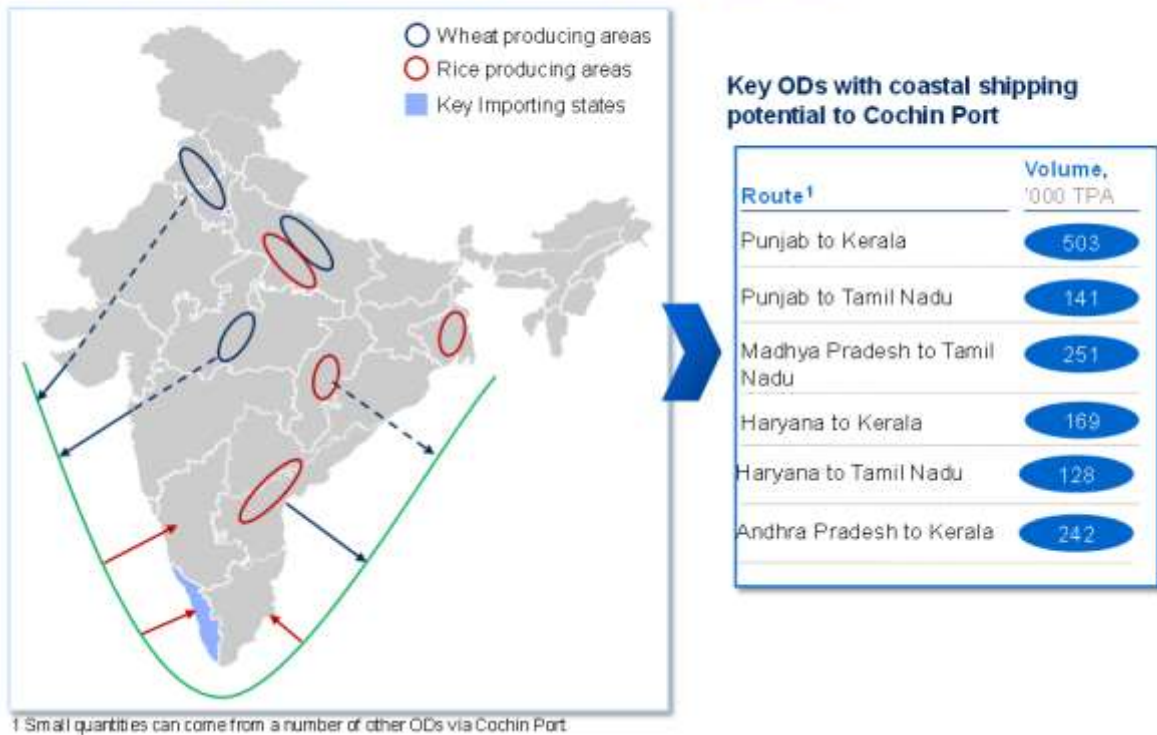 Wheat producing areas
Rice producing areas
Key Importing states
Key ODs with coastal shipping
potential to Cochin Port
Route1
Volume,
'000 TPA
Punjab to Kerala
503
Punjab to Tamil Nadu
141
Madhya Pradesh to Tamil
Nadu
251
Haryana to Kerala
169
Haryana to Tamil Nadu
128
Andhra Pradesh to Kerala
242
1 Small quantities can come from a number of other ODs via Cochin Port